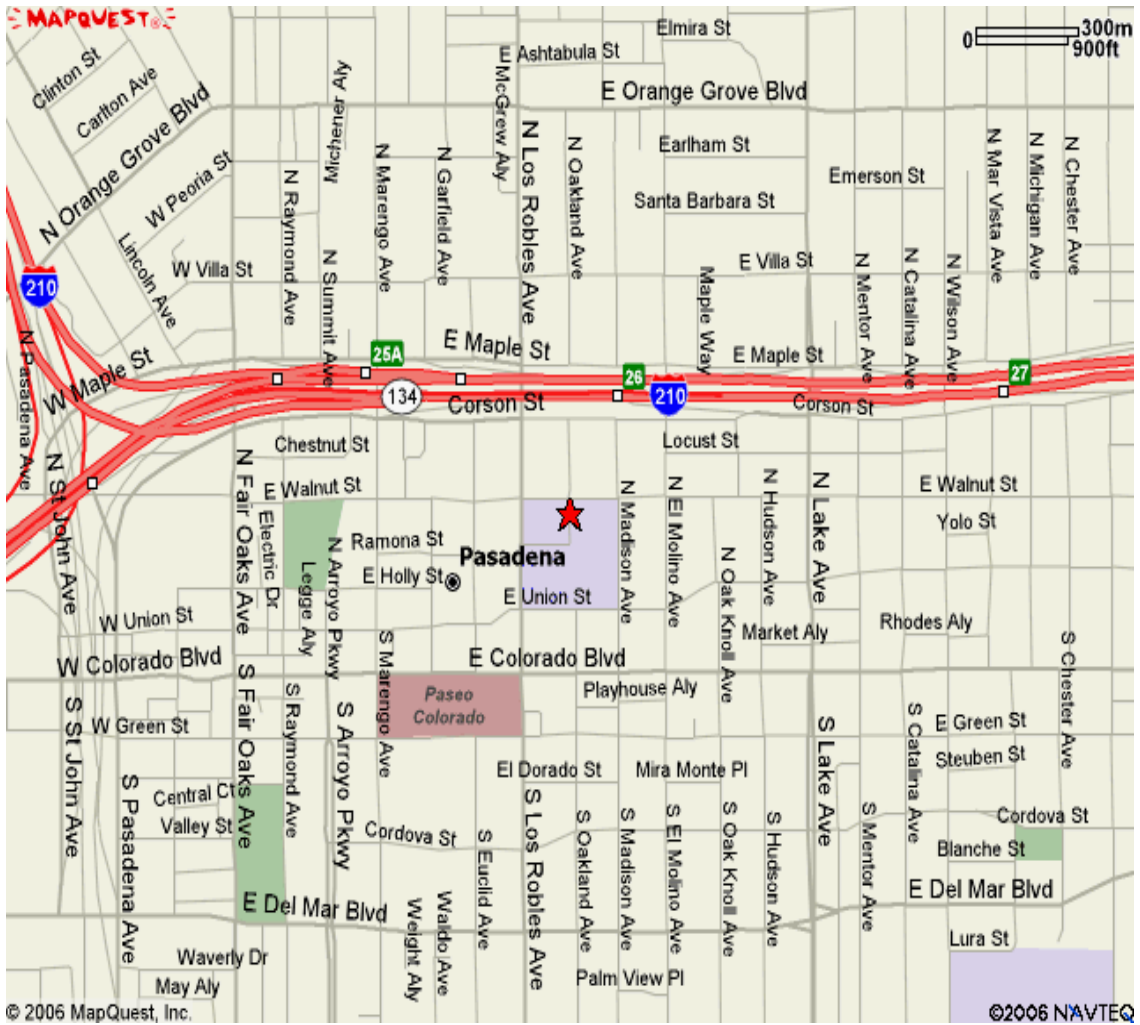 MAPQUEST
Elmira St
0 300m
900ft
Ashtabula St
Clinton St
Carlton Ave
Michener Aly
E McGrew Aly
E Orange Grove Blvd
N Orange Grove Blvd
W Peoria St
N Raymond Ave
N Marengo Ave
N Garfield Ave
N Los Robles Ave
N Oakland Ave
Earlham St
Santa Barbara St
Emerson St
N Mar Vista Ave
N Michigan Ave
N Chester Ave
Lincoln Ave
W Villa St
N Summit Ave
E Villa St
Maple Way
N Mentor Ave
N Catalina Ave
N Wilson Ave
210
N Pasadena Ave
W Maple St
25A
E Maple St
E Maple St
26
210
27
134
Corson St
Corson St
Chestnut St
Locust St
N St John Ave
N Fair Oaks Ave
E Walnut St
E Walnut St
N Madison Ave
N El Molino Ave
N Hudson Ave
N Lake Ave
Yolo St
Electric Dr
Ramona St
Pasadena
E Holly St
N Arroyo Pkwy
Legge Aly
E Union St
N Oak Knoll Ave
W Union St
Market Aly
Rhodes Aly
W Colorado Blvd
E Colorado Blvd
S Marengo Ave
S Chester Ave
S St John Ave
S Fair Oaks Ave
S Raymond Ave
Paseo
Colorado
Playhouse Aly
W Green St
S Arroyo Pkwy
S Lake Ave
S Catalina Ave
E Green St
Steuben St
El Dorado St
Mira Monte Pl
S Pasadena Ave
Central Ct
Valley St
Cordova St
Cordova St
S Euclid Ave
S Los Robles Ave
S Oakland Ave
S Madison Ave
S El Molino Ave
S Oak Knoll Ave
S Hudson Ave
S Mentor Ave
Blanche St
E Del Mar Blvd
E Del Mar Blvd
Weight Aly
Waldo Ave
Lura St
Waverly Dr
May Aly
Palm View Pl
© 2006 MapQuest, Inc.
©2006 NAVTEQ